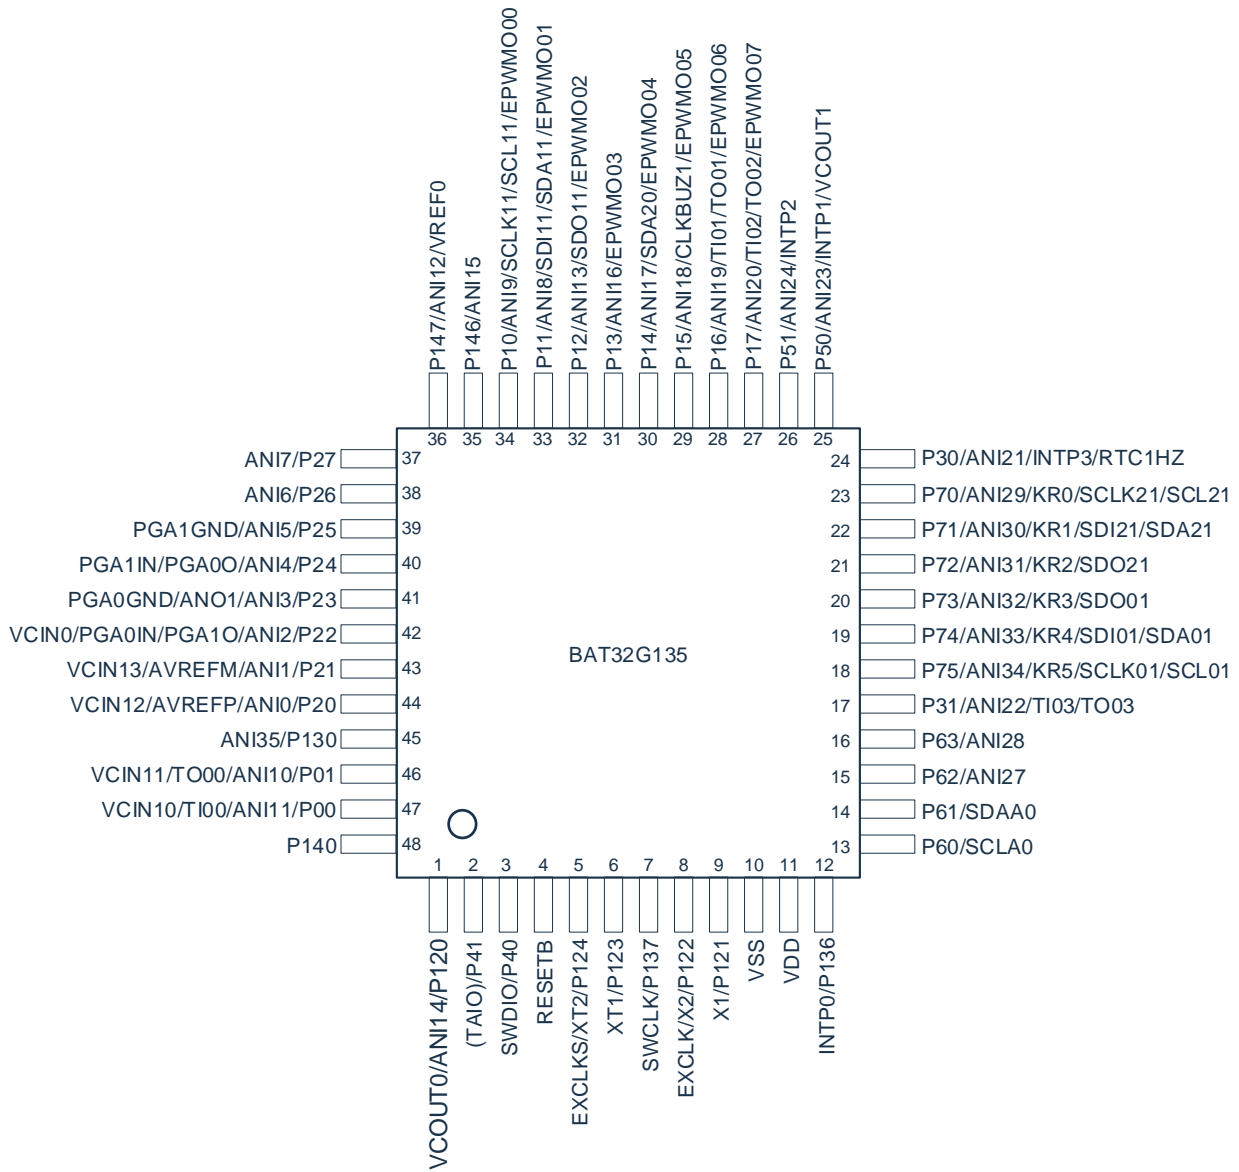 P147/ANI12/VREF0
P146/ANI15
P10/ANI9/SCLK11/SCL11/EPWMO00
P11/ANI8/SDI11/SDA11/EPWMO01
P12/ANI13/SDO11/EPWMO02
P13/ANI16/EPWMO03
P14/ANI17/SDA20/EPWMO04
P15/ANI18/CLKBUZ1/EPWMO05
P16/ANI19/TI01/TO01/EPWMO06
P17/ANI20/TI02/TO02/EPWMO07
P51/ANI24/INTP2
P50/ANI23/INTP1/VCOUT1
36 35 34 33 32 31 30 29 28 27 26 25
ANI7/P27 37
ANI6/P26 38
PGA1GND/ANI5/P25 39
PGA1IN/PGA0O/ANI4/P24 40
PGA0GND/ANO1/ANI3/P23 41
VCIN0/PGA0IN/PGA1O/ANI2/P22 42
VCIN13/AVREFM/ANI1/P21 43
VCIN12/AVREFP/ANI0/P20 44
ANI35/P130 45
VCIN11/TO00/ANI10/P01 46
VCIN10/TI00/ANI11/P00 47
P140 48
BAT32G135
24 P30/ANI21/INTP3/RTC1HZ
23 P70/ANI29/KR0/SCLK21/SCL21
22 P71/ANI30/KR1/SDI21/SDA21
21 P72/ANI31/KR2/SDO21
20 P73/ANI32/KR3/SDO01
19 P74/ANI33/KR4/SDI01/SDA01
18 P75/ANI34/KR5/SCLK01/SCL01
17 P31/ANI22/TI03/TO03
16 P63/ANI28
15 P62/ANI27
14 P61/SDAA0
13 P60/SCLA0
1 2 3 4 5 6 7 8 9 10 11 12
VCOUT0/ANI14/P120
(TAIO)/P41
SWDIO/P40
RESETB
EXCLKS/XT2/P124
XT1/P123
SWCLK/P137
EXCLK/X2/P122
X1/P121
VSS
VDD
INTP0/P136